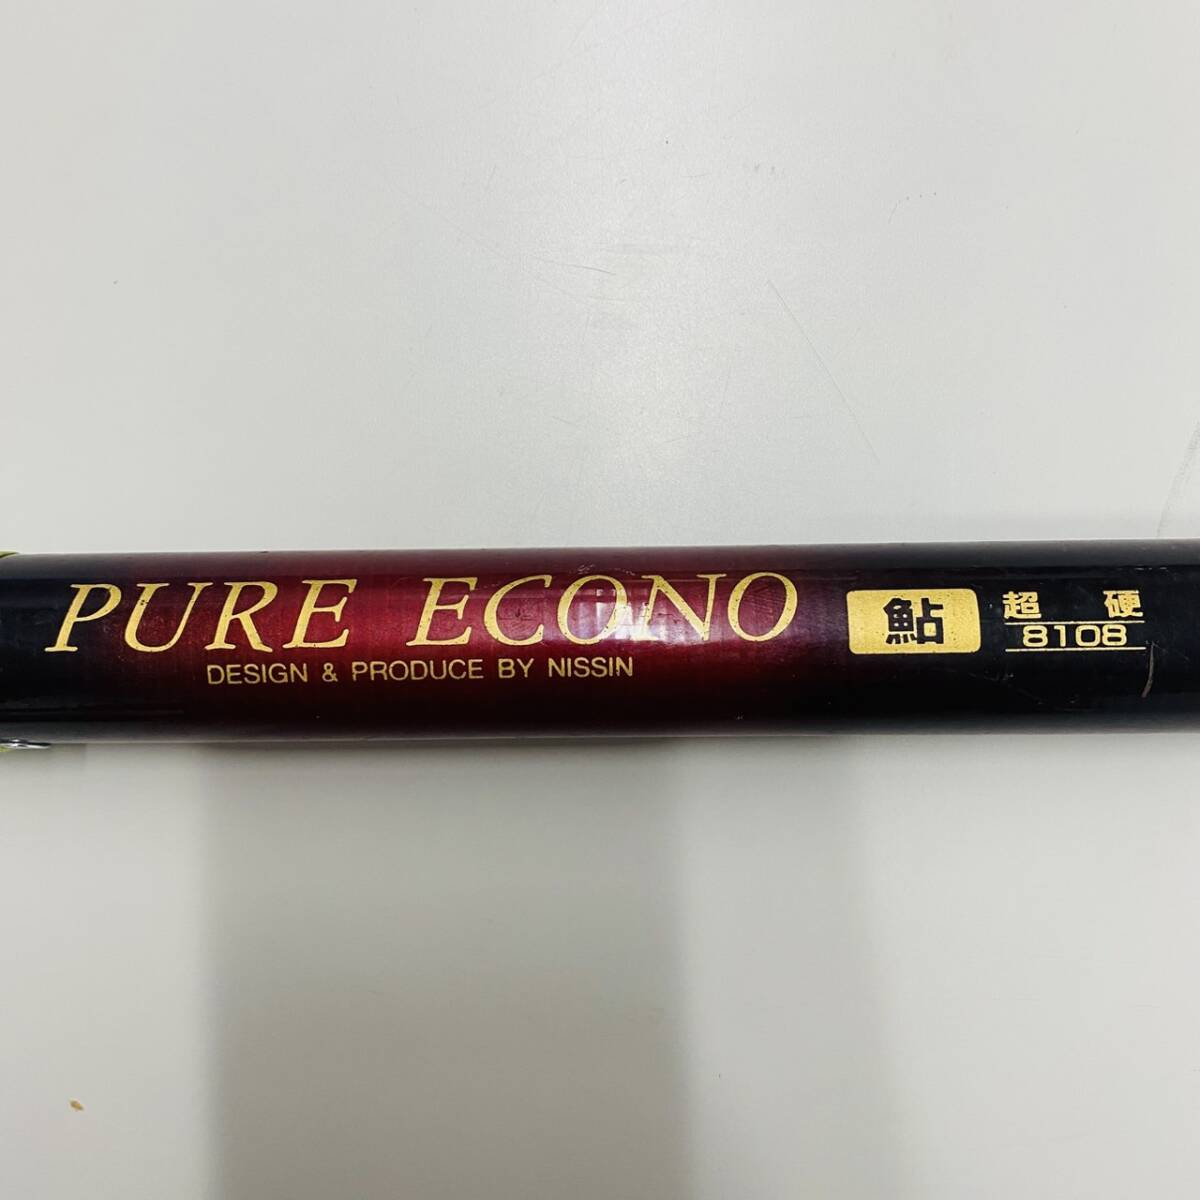 PURE ECONO
DESIGN & PRODUCE BY NISSIN
鮎
超硬
8108